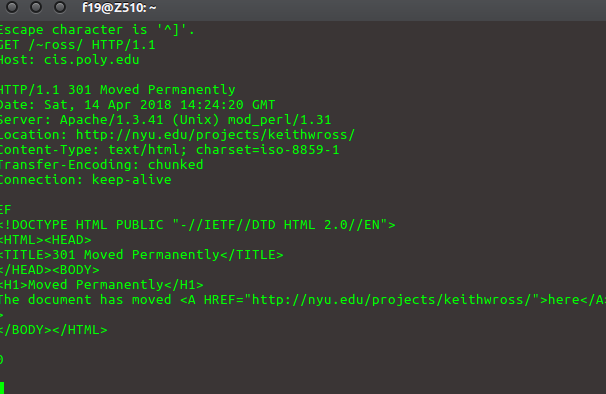 f19@Z510: ~
Escape character is '^]'.
GET /~ross/ HTTP/1.1
Host: cis.poly.edu
HTTP/1.1 301 Moved Permanently
Date: Sat, 14 Apr 2018 14:24:20 GMT
Server: Apache/1.3.41 (Unix) mod_perl/1.31
Location: http://nyu.edu/projects/keithwross/
Content-Type: text/html; charset=iso-8859-1
Transfer-Encoding: chunked
Connection: keep-alive
EF
<!DOCTYPE HTML PUBLIC "-//IETF//DTD HTML 2.0//EN">
<HTML><HEAD>
<TITLE>301 Moved Permanently</TITLE>
</HEAD><BODY>
<H1>Moved Permanently</H1>
The document has moved <A HREF="http://nyu.edu/projects/keithwross/">here</A>
>
</BODY></HTML>
0